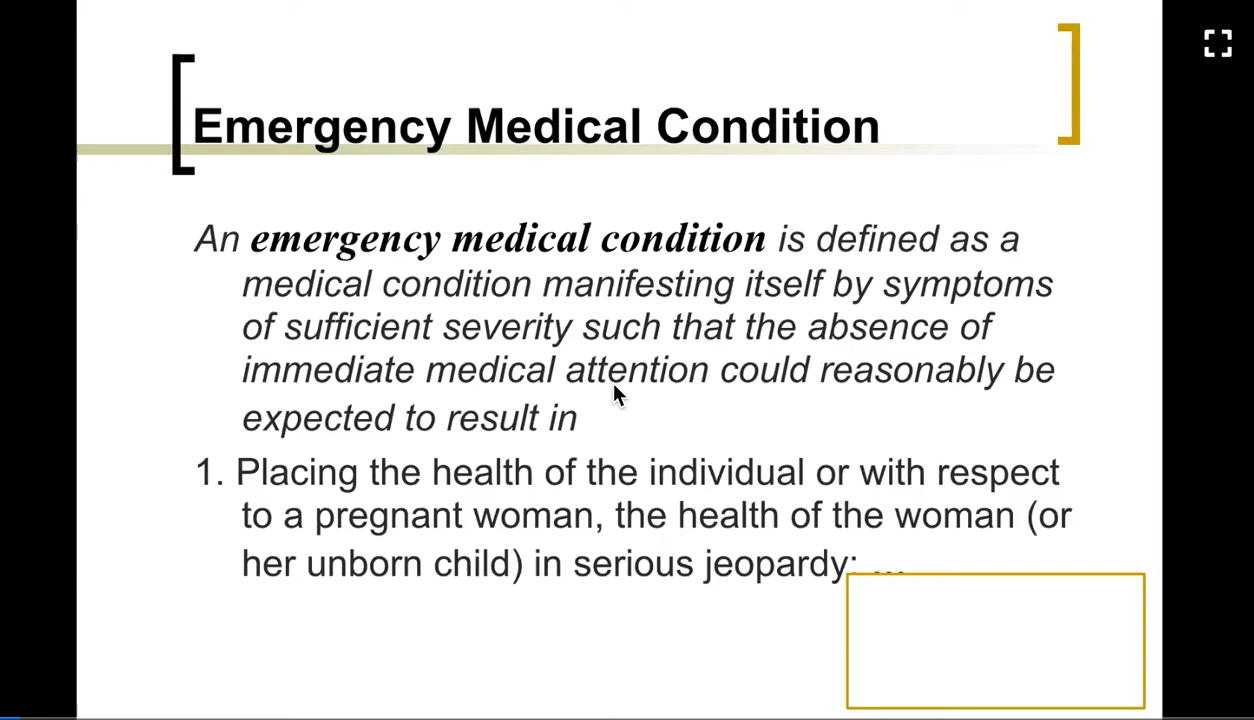 Emergency Medical Condition
An emergency medical condition is defined as a
medical condition manifesting itself by symptoms
of sufficient severity such that the absence of
immediate medical attention could reasonably be
expected to result in
1. Placing the health of the individual or with respect
to a pregnant woman, the health of the woman (or
her unborn child) in serious jeopardy; ...